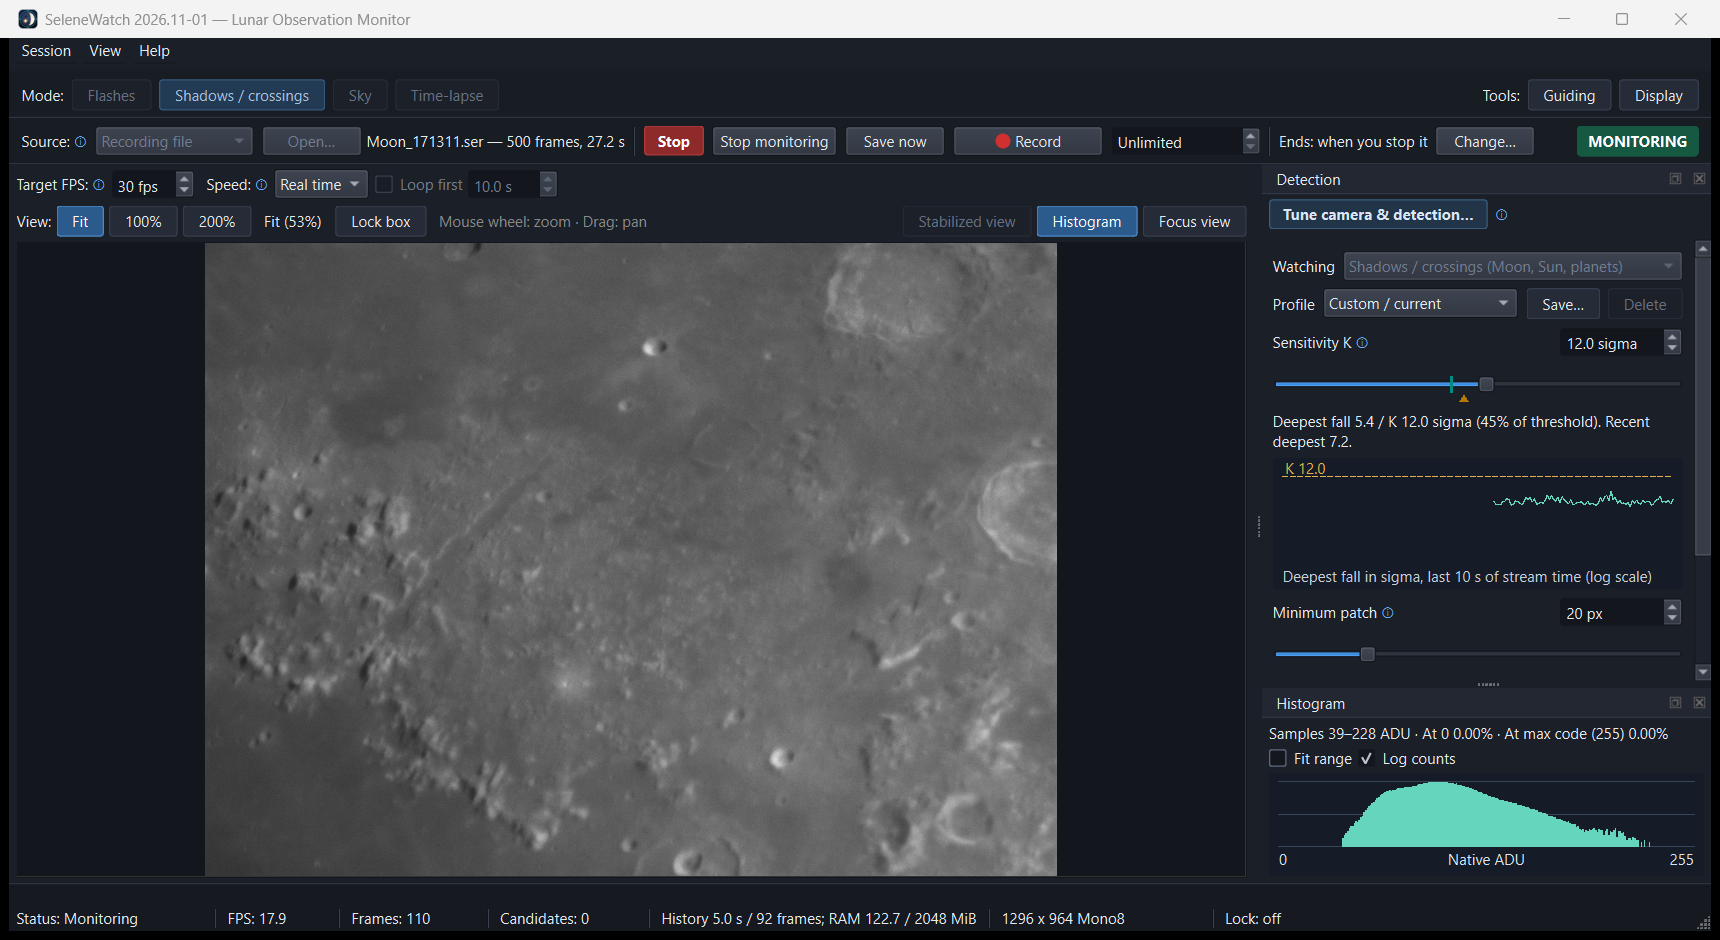 SeleneWatch 2026.11-01 — Lunar Observation Monitor
Session View Help
Mode: Flashes Shadows / crossings Sky Time-lapse Tools: Guiding Display
Source: Recording file Open... Moon_171311.ser — 500 frames, 27.2 s Stop Stop monitoring Save now Record Unlimited Ends: when you stop it Change... MONITORING
Target FPS: 30 fps Speed: Real time Loop first 10.0 s
View: Fit 100% 200% Fit (53%) Lock box Mouse wheel: zoom · Drag: pan Stabilized view Histogram Focus view
Detection
Tune camera & detection...
Watching Shadows / crossings (Moon, Sun, planets)
Profile Custom / current Save... Delete
Sensitivity K 12.0 sigma
Deepest fall 5.4 / K 12.0 sigma (45% of threshold). Recent
deepest 7.2.
K 12.0
Deepest fall in sigma, last 10 s of stream time (log scale)
Minimum patch 20 px
Histogram
Samples 39–228 ADU · At 0 0.00% · At max code (255) 0.00%
Fit range Log counts
0 Native ADU 255
Status: Monitoring FPS: 17.9 Frames: 110 Candidates: 0 History 5.0 s / 92 frames; RAM 122.7 / 2048 MiB 1296 x 964 Mono8 Lock: off